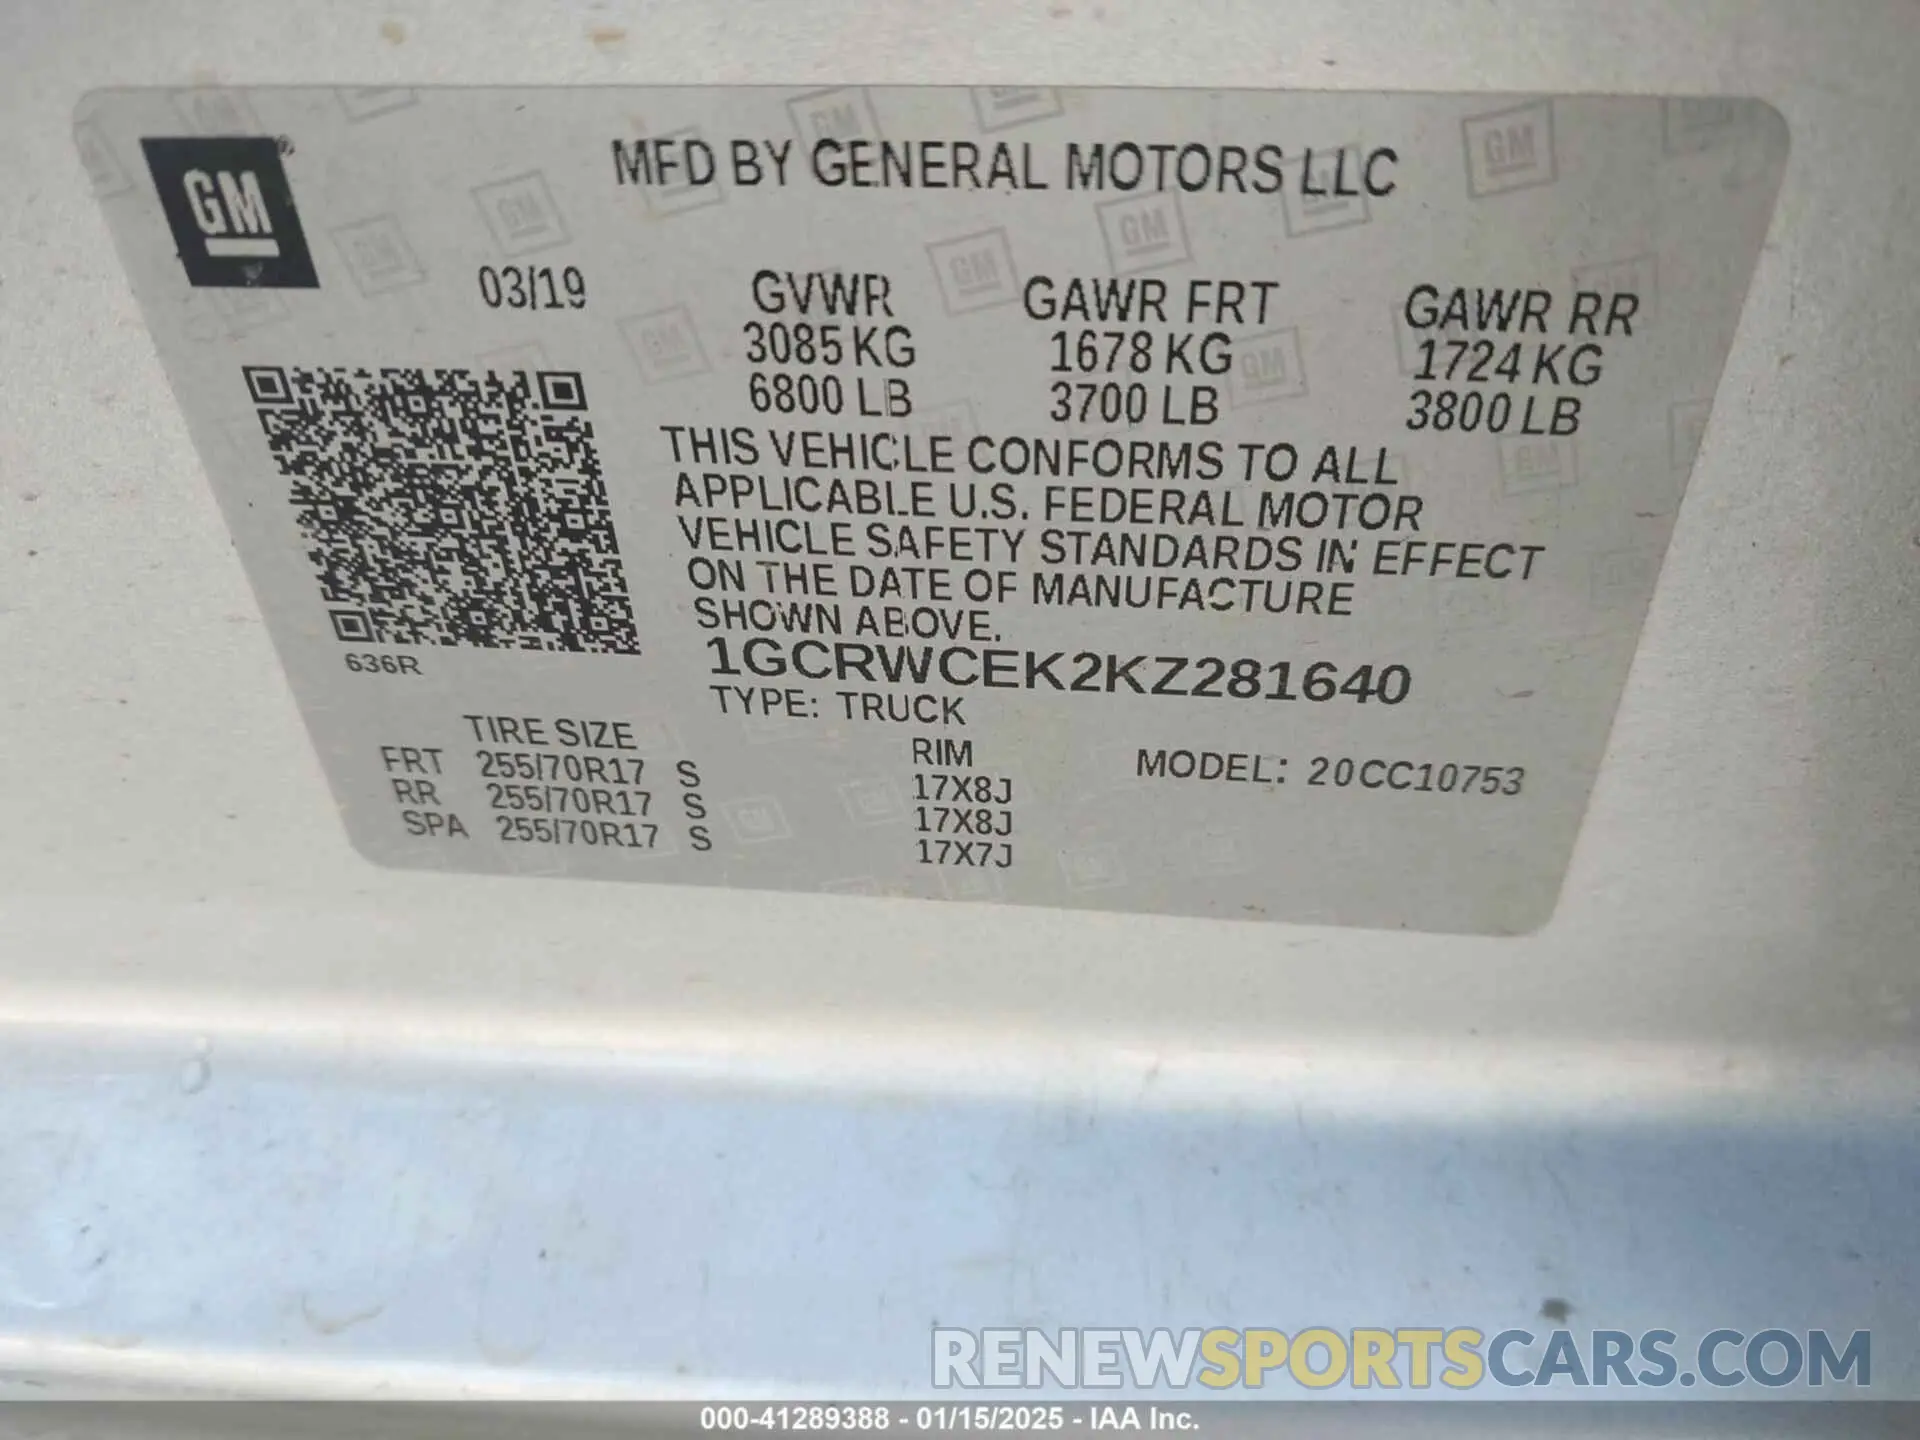 GM
MFD BY GENERAL MOTORS LLC
03/19 GVWR GAWR FRT GAWR RR
3085 KG 1678 KG 1724 KG
6800 LB 3700 LB 3800 LB
THIS VEHICLE CONFORMS TO ALL
APPLICABLE U.S. FEDERAL MOTOR
VEHICLE SAFETY STANDARDS IN EFFECT
ON THE DATE OF MANUFACTURE
SHOWN ABOVE.
636R
1GCRWCEK2KZ281640
TYPE: TRUCK
TIRE SIZE RIM MODEL: 20CC10753
FRT 255/70R17 S 17X8J
RR 255/70R17 S 17X8J
SPA 255/70R17 S 17X7J
RENEWSPORTSCARS.COM
000-41289388 - 01/15/2025 - IAA Inc.